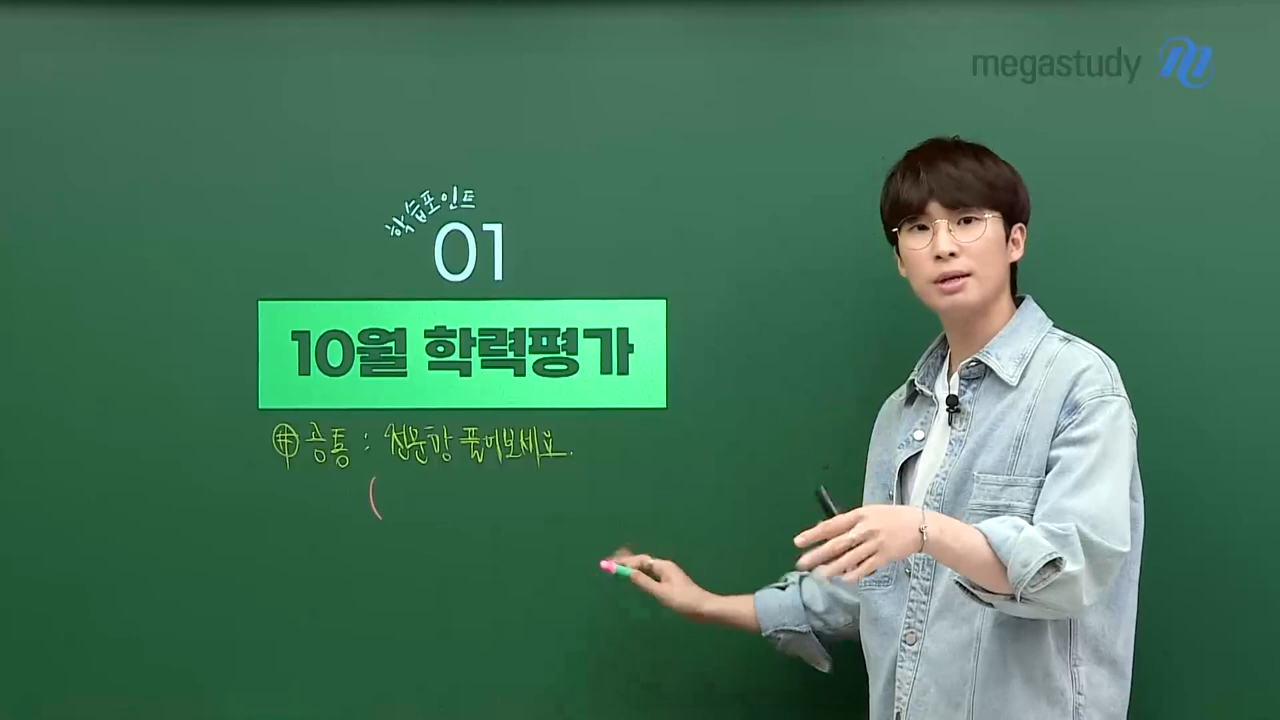 megastudy
학습포인트
01
10월 학력평가
공통 : 전문항 풀어보세요.